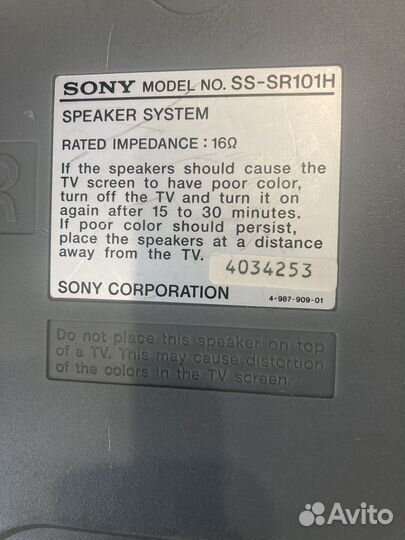 SONY MODEL NO. SS-SR101H
SPEAKER SYSTEM
RATED IMPEDANCE : 16Ω
If the speakers should cause the
TV screen to have poor color,
turn off the TV and turn it on
again after 15 to 30 minutes.
If poor color should persist,
place the speakers at a distance
away from the TV.
4034253
SONY CORPORATION
4-987-909-01
R
Do not place this speaker on top
of a TV. This may cause distortion
of the colors in the TV screen.
Avito